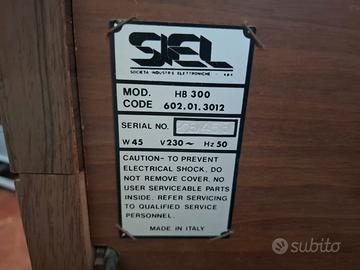 SIEL
SOCIETA INDUSTRIE ELETTRONICHE - spa
MOD. HB 300
CODE 602.01.3012
SERIAL NO.
W 45 V 230 ~ Hz 50
CAUTION- TO PREVENT
ELECTRICAL SHOCK, DO
NOT REMOVE COVER. NO
USER SERVICEABLE PARTS
INSIDE. REFER SERVICING
TO QUALIFIED SERVICE
PERSONNEL.
MADE IN ITALY
subito